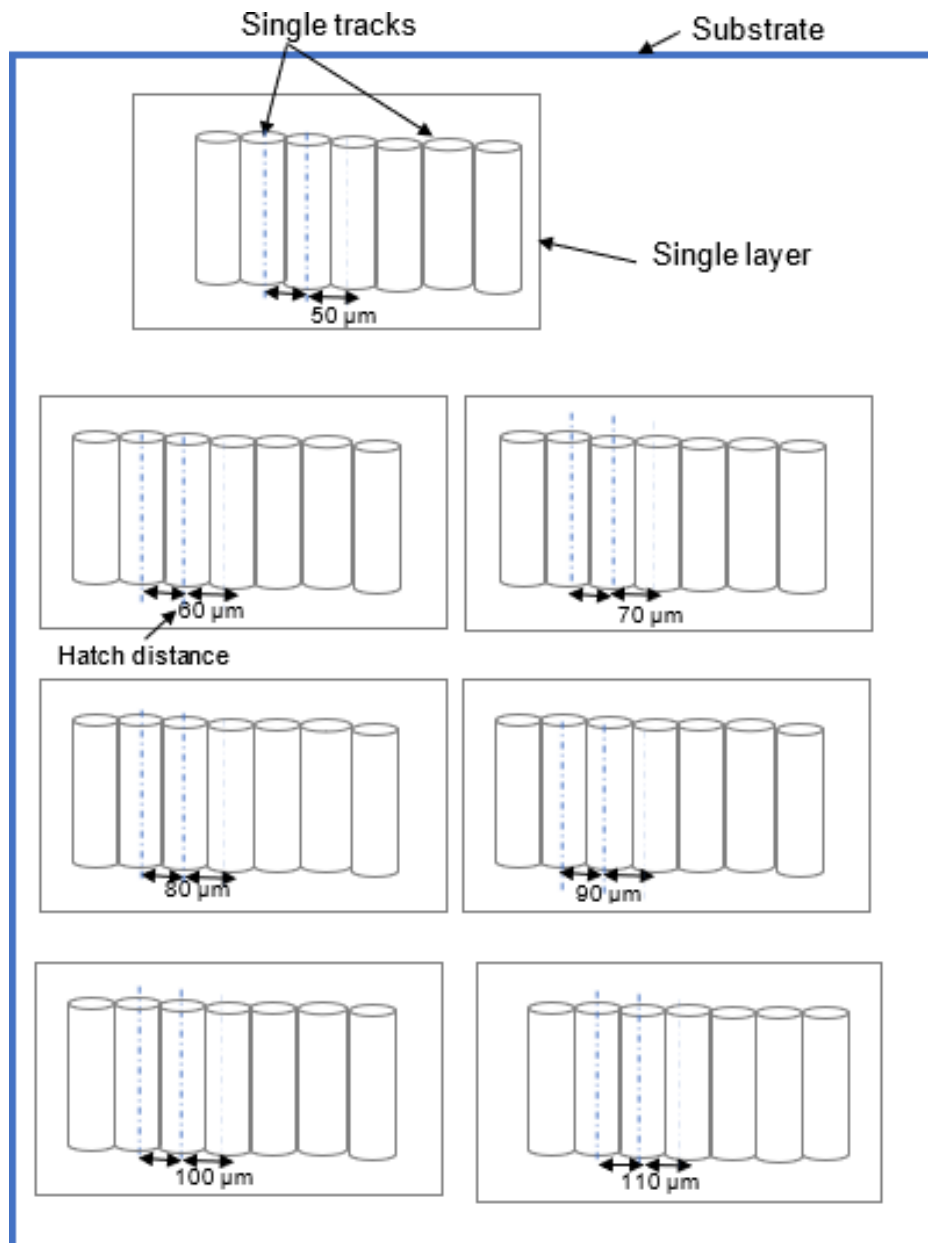 Single tracks
Substrate
Single layer
50 µm
60 µm
70 µm
Hatch distance
80 µm
90 µm
100 µm
110 µm